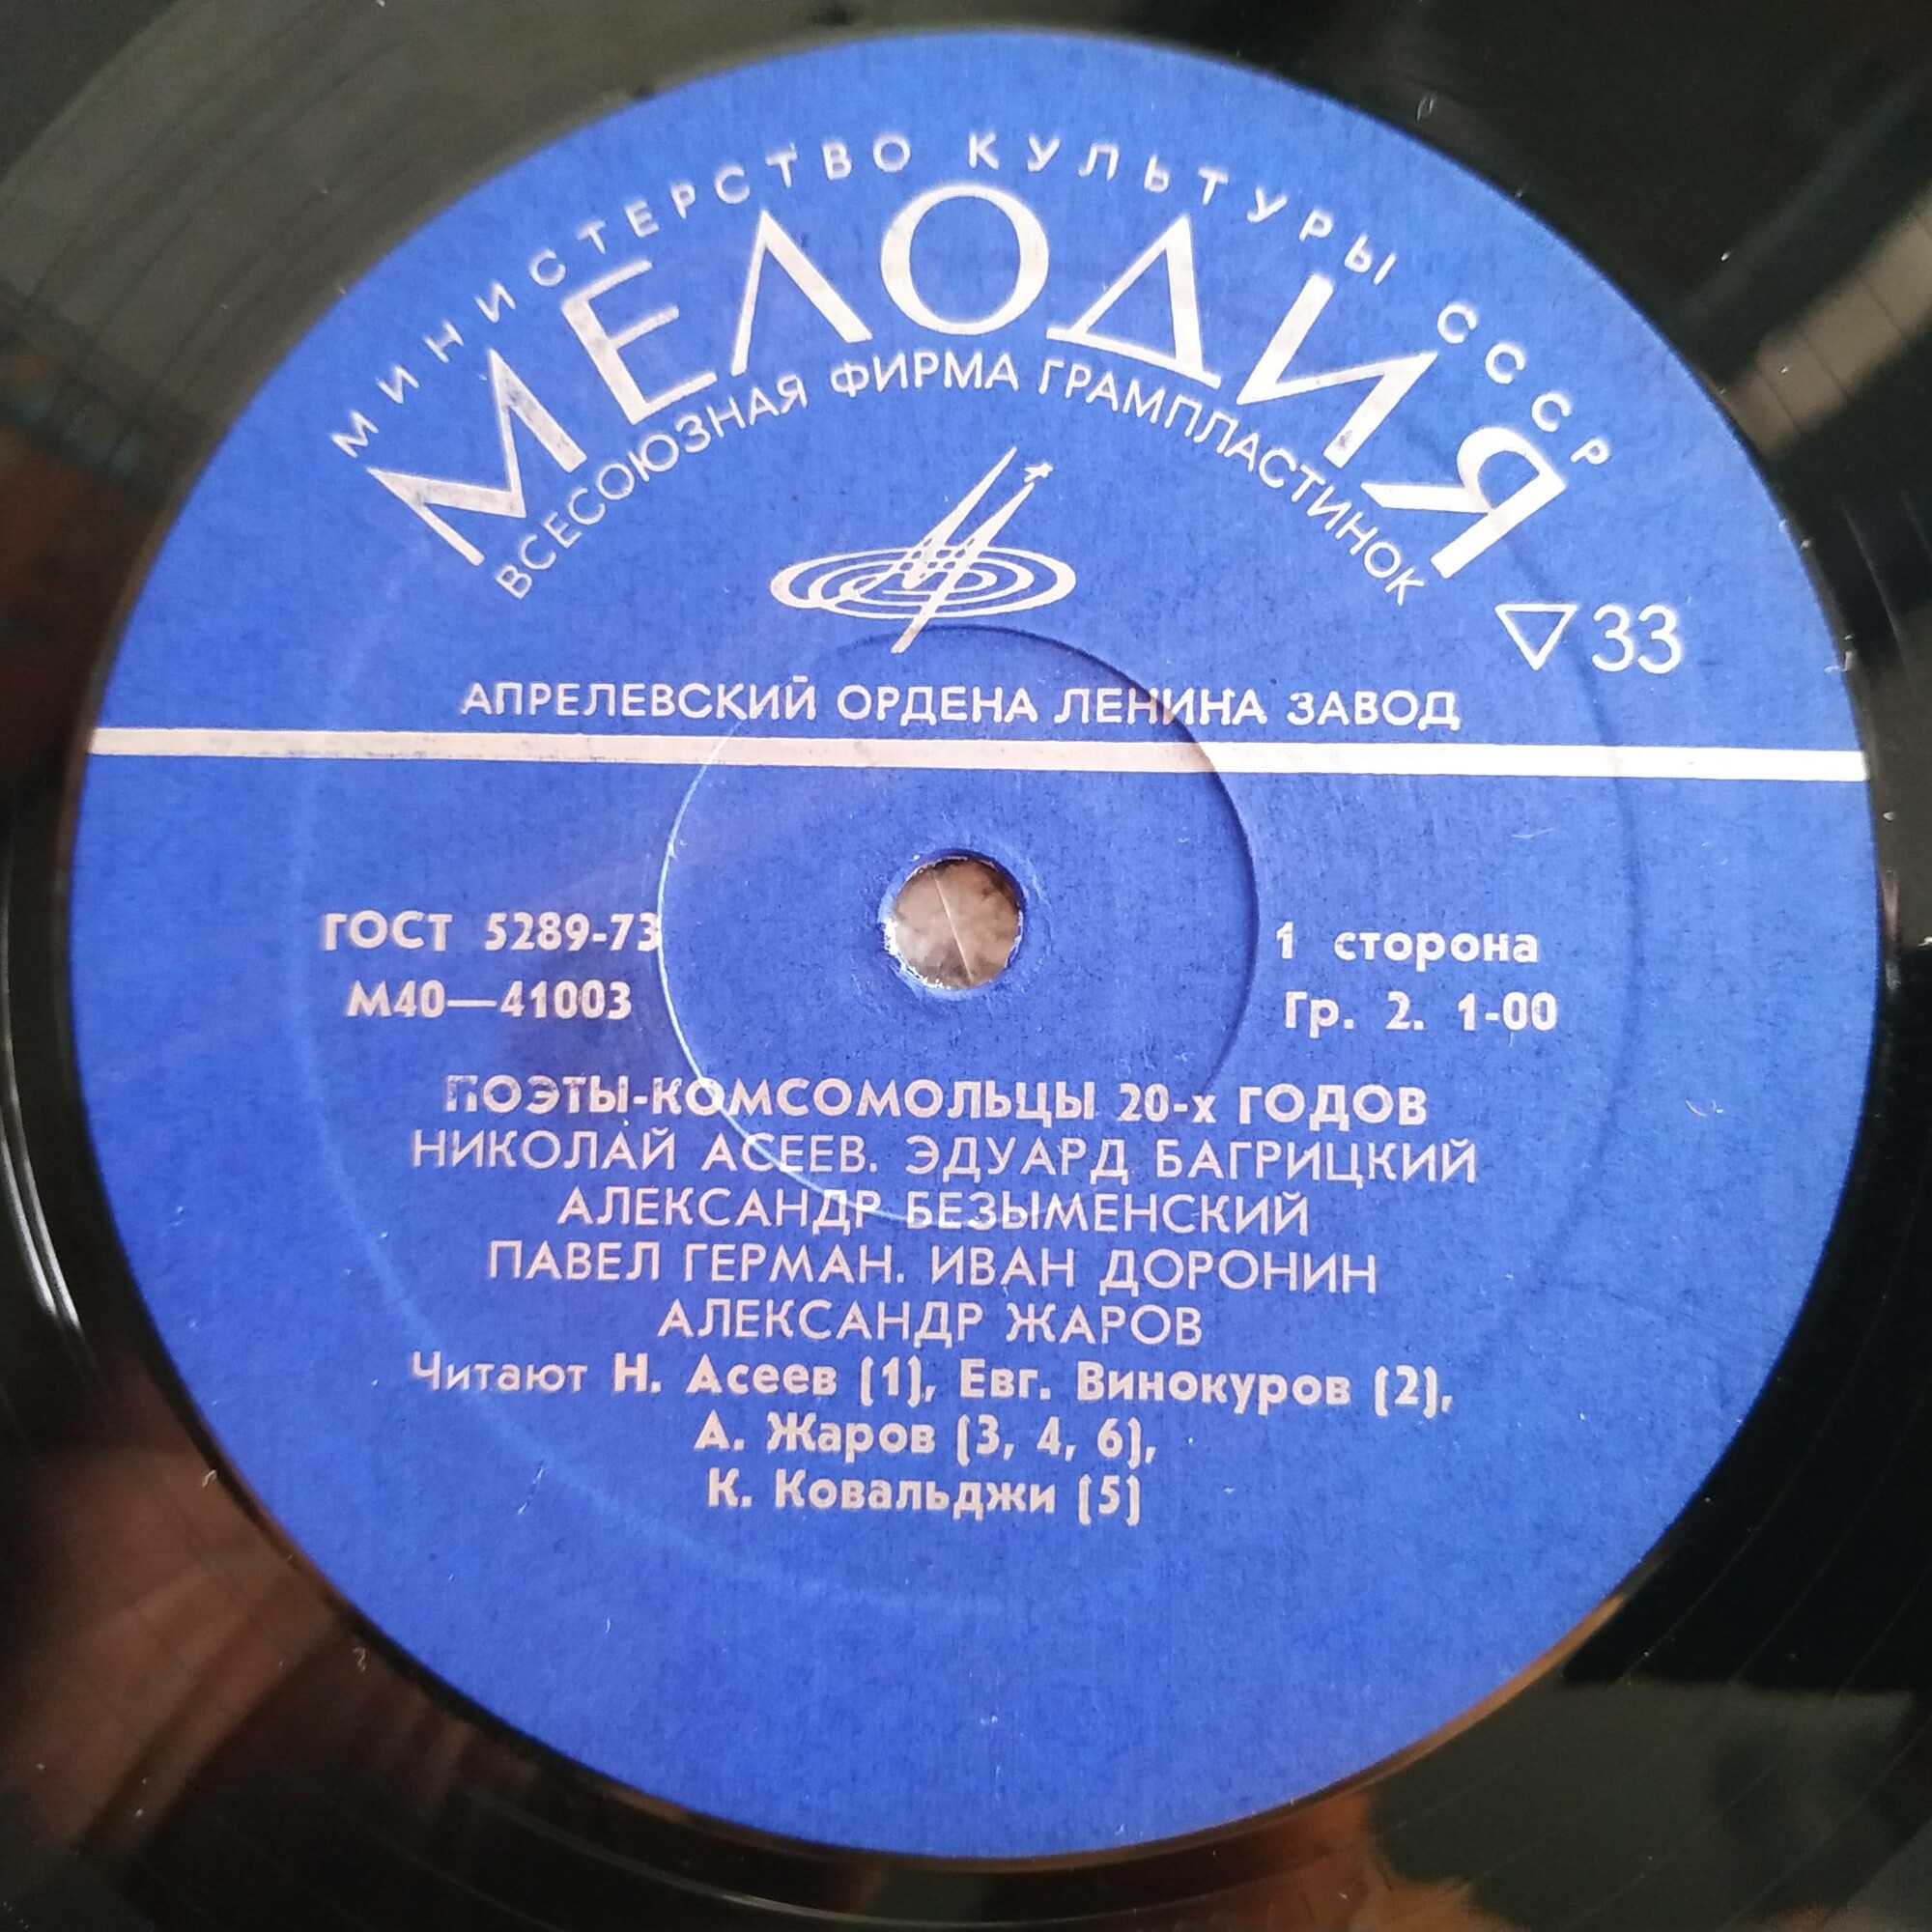 МИНИСТЕРСТВО КУЛЬТУРЫ СССР
МЕЛОДИЯ
ВСЕСОЮЗНАЯ ФИРМА ГРАМПЛАСТИНОК
▽33
АПРЕЛЕВСКИЙ ОРДЕНА ЛЕНИНА ЗАВОД
ГОСТ 5289-73
М40—41003
1 сторона
Гр. 2. 1-00
ПОЭТЫ-КОМСОМОЛЬЦЫ 20-х ГОДОВ
НИКОЛАЙ АСЕЕВ. ЭДУАРД БАГРИЦКИЙ
АЛЕКСАНДР БЕЗЫМЕНСКИЙ
ПАВЕЛ ГЕРМАН. ИВАН ДОРОНИН
АЛЕКСАНДР ЖАРОВ
Читают Н. Асеев (1), Евг. Винокуров (2),
А. Жаров (3, 4, 6),
К. Ковальджи (5)